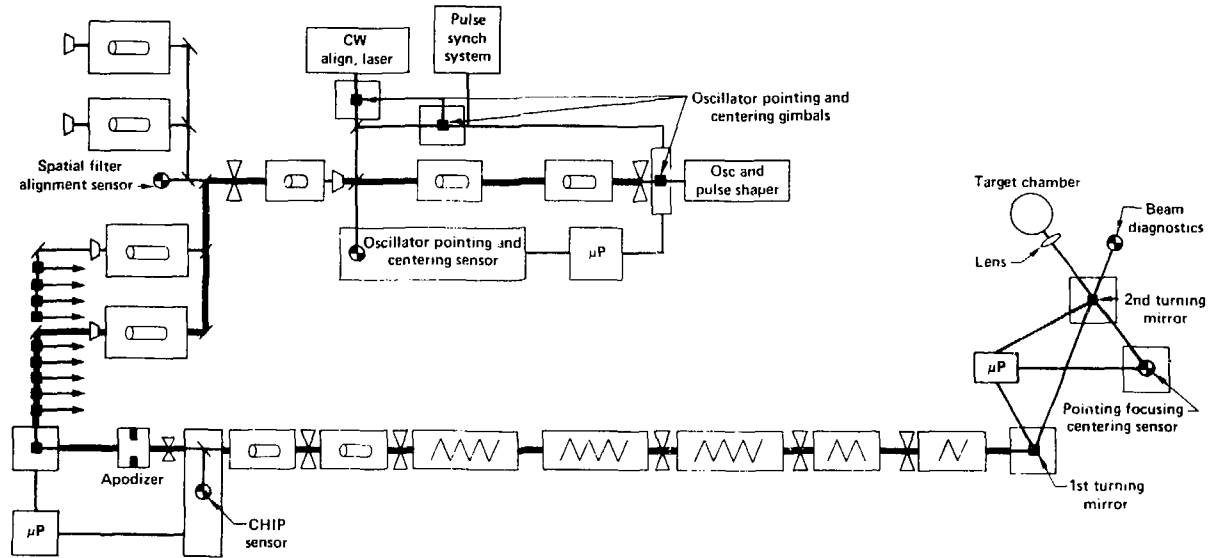 CW
align, laser
Pulse
synch
system
Oscillator pointing and
centering gimbals
Spatial filter
alignment sensor
Osc and
pulse shaper
Oscillator pointing and
centering sensor
μP
Target chamber
Beam
diagnostics
Lens
2nd turning
mirror
μP
Pointing focusing
centering sensor
Apodizer
1st turning
mirror
μP
CHIP
sensor